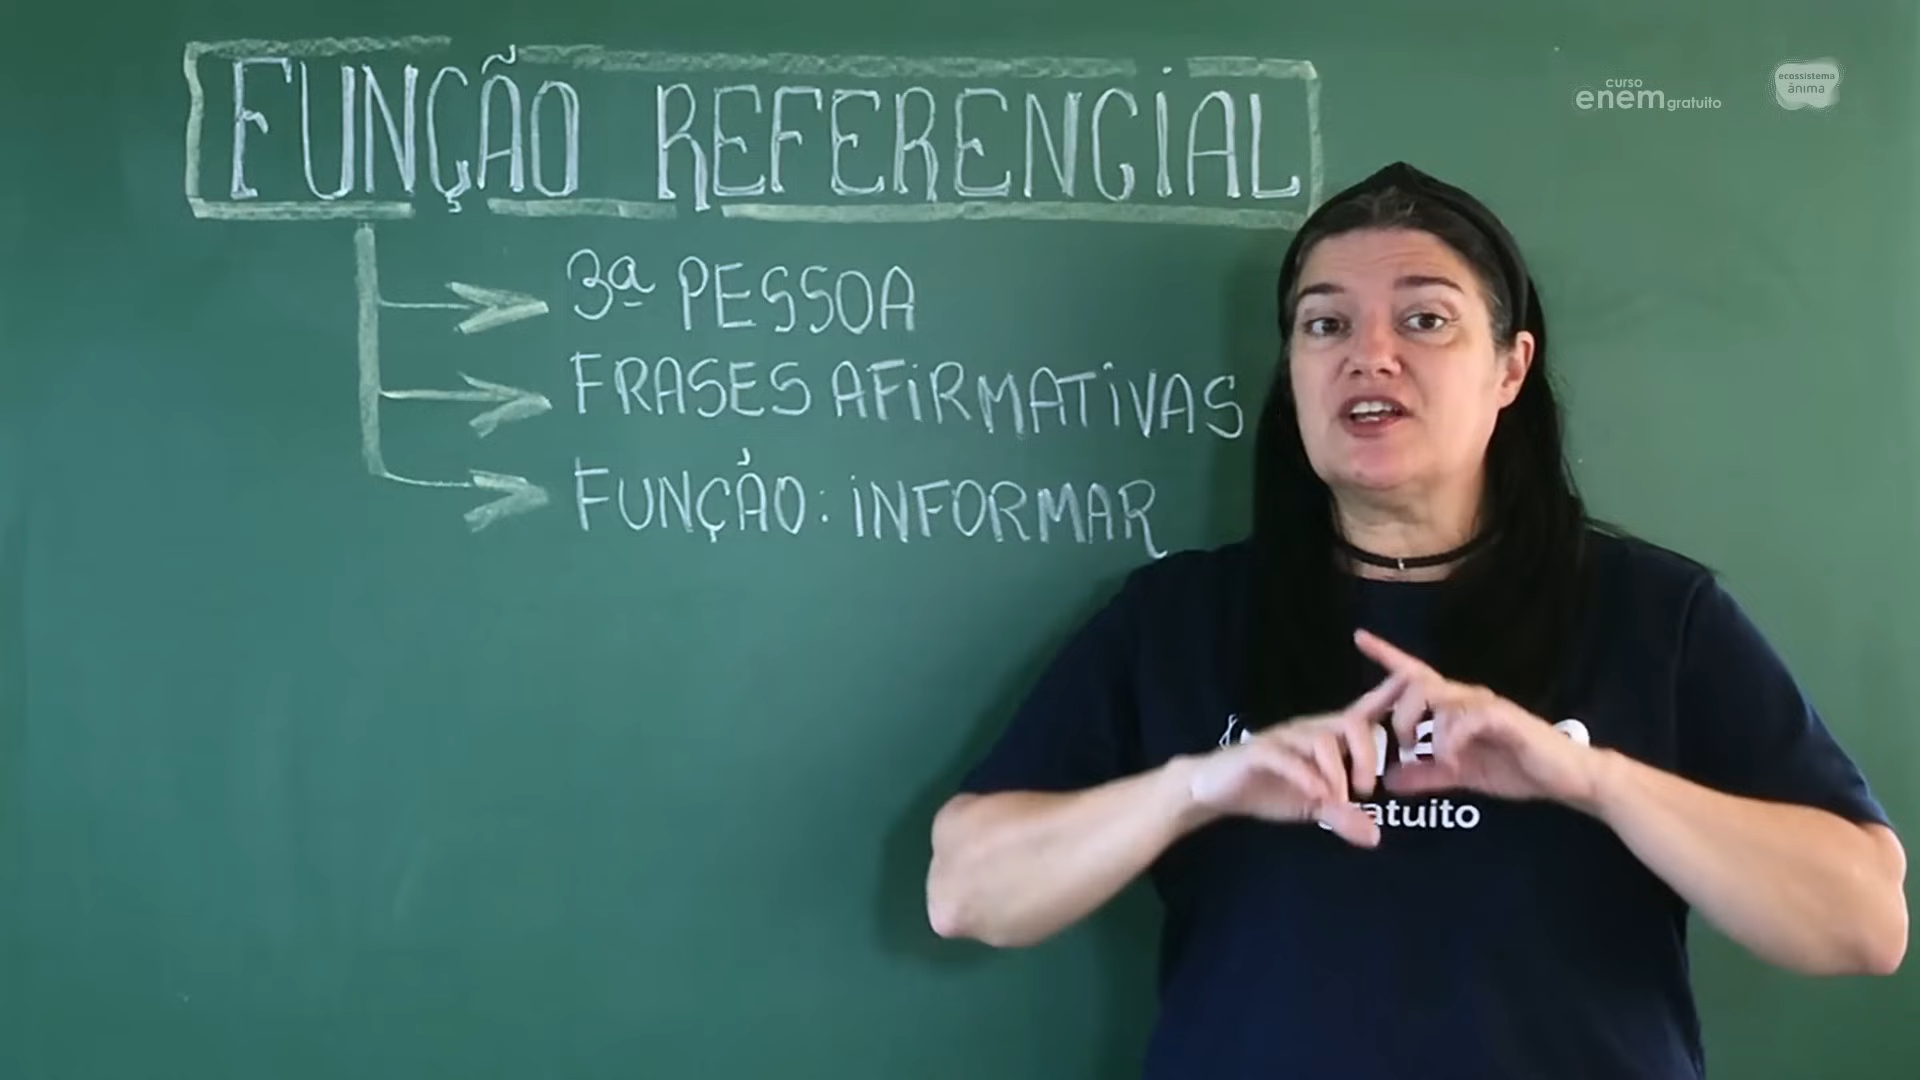 FUNÇÃO REFERENCIAL
3ª PESSOA
FRASES AFIRMATIVAS
FUNÇÃO: INFORMAR
curso
enem gratuito
ecossistema
ânima
gratuito